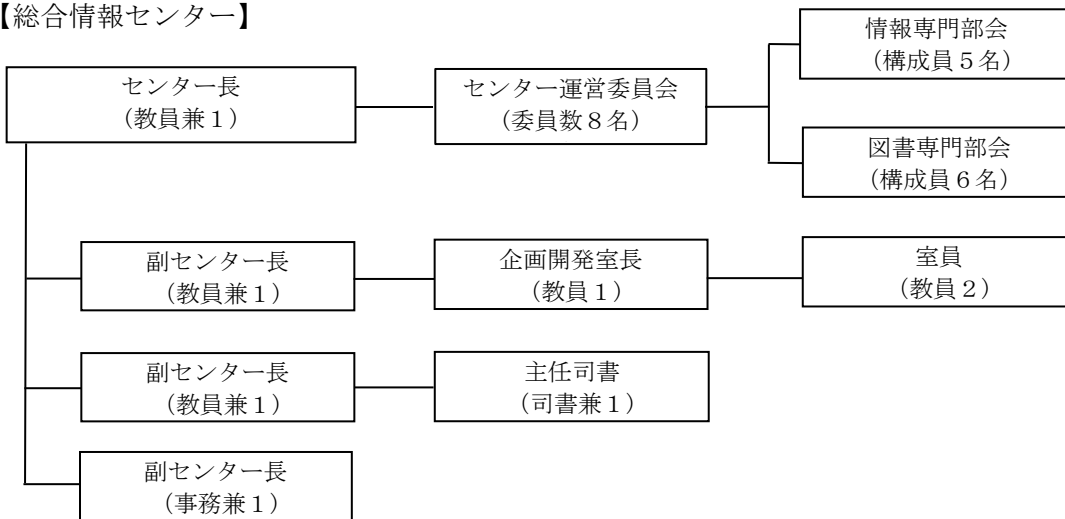 【総合情報センター】
情報専門部会
（構成員５名）
センター長
（教員兼１）
センター運営委員会
（委員数８名）
図書専門部会
（構成員６名）
副センター長
（教員兼１）
企画開発室長
（教員１）
室員
（教員２）
副センター長
（教員兼１）
主任司書
（司書兼１）
副センター長
（事務兼１）